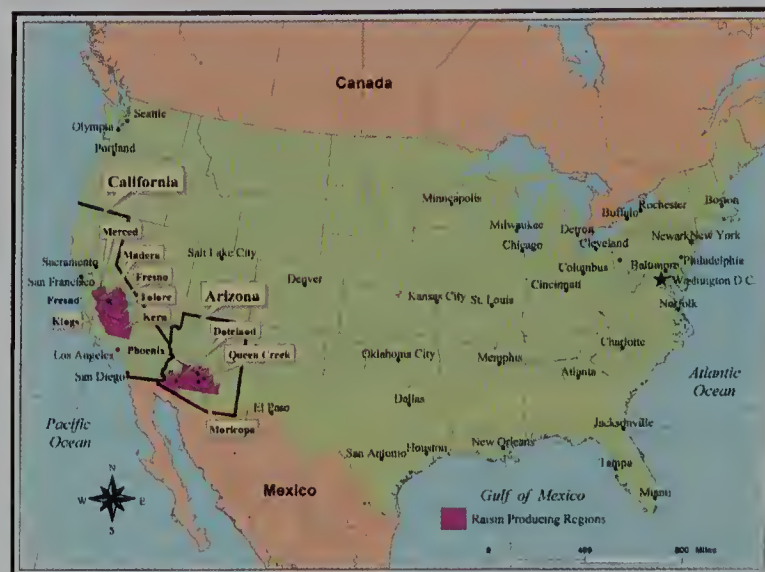 Canada
Seattle
Olympia
Portland
California
Minneapolis
Rochester
Boston
Buffalo
Merced
Milwaukee
Detroit
Chicago
Cleveland
Newark New York
Madera
Sacramento
Salt Lake City
Philadelphia
San Francisco
Fresno
Denver
Columbus
Baltimore
Cincinnati
Washington D.C.
Fresno
Arizona
Kansas City
St. Louis
Norfolk
Kings
Kern
Los Angeles
Phoenix
Queen Creek
Oklahoma City
Memphis
Charlotte
San Diego
Atlanta
Atlantic
Ocean
Dallas
El Paso
Maricopa
Pacific
Ocean
Jacksonville
San Antonio
Houston
New Orleans
Tampa
Miami
N
W
E
S
Mexico
Gulf of Mexico
Raisin Producing Regions
0
400
800 Miles